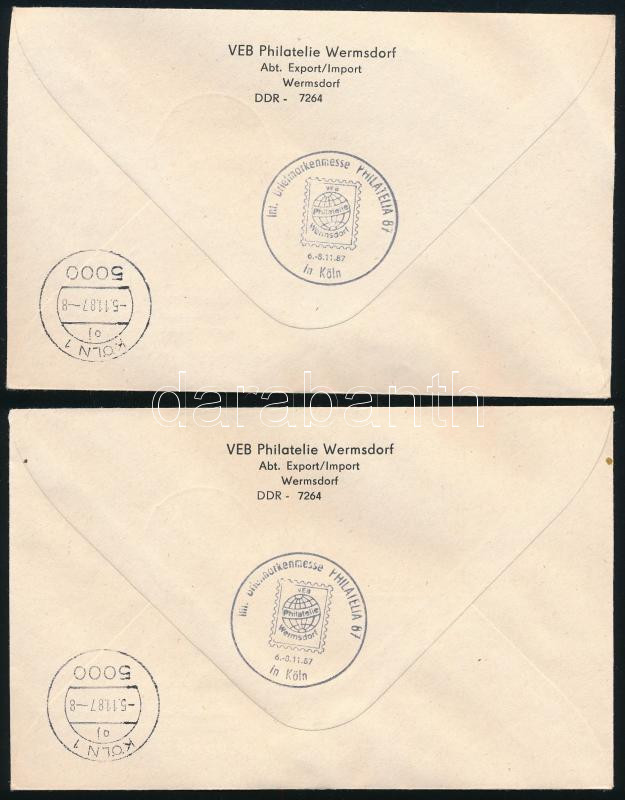 VEB Philatelie Wermsdorf
Abt. Export/Import
Wermsdorf
DDR - 7264
Int. Briefmarkenmesse PHILATELIA 87
VEB
Philatelie
Wermsdorf
6.-8.11.87
in Köln
5000
-5.11.87-8
oj
KÖLN 1
darabanth
VEB Philatelie Wermsdorf
Abt. Export/Import
Wermsdorf
DDR - 7264
Int. Briefmarkenmesse PHILATELIA 87
VEB
Philatelie
Wermsdorf
6.-8.11.87
in Köln
5000
-5.11.87-8
oj
KÖLN 1